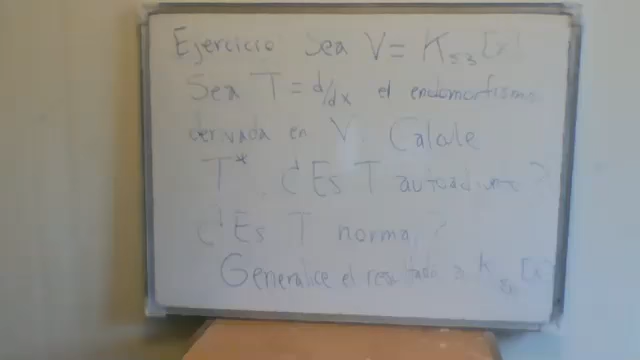 Ejercicio Sea V = K≤3[x]
Sea T = d/dx el endomorfismo
derivada en V. Calcule
T* ¿Es T autoadjunto?
¿Es T normal?
Generalice el resultado a K≤n[x]